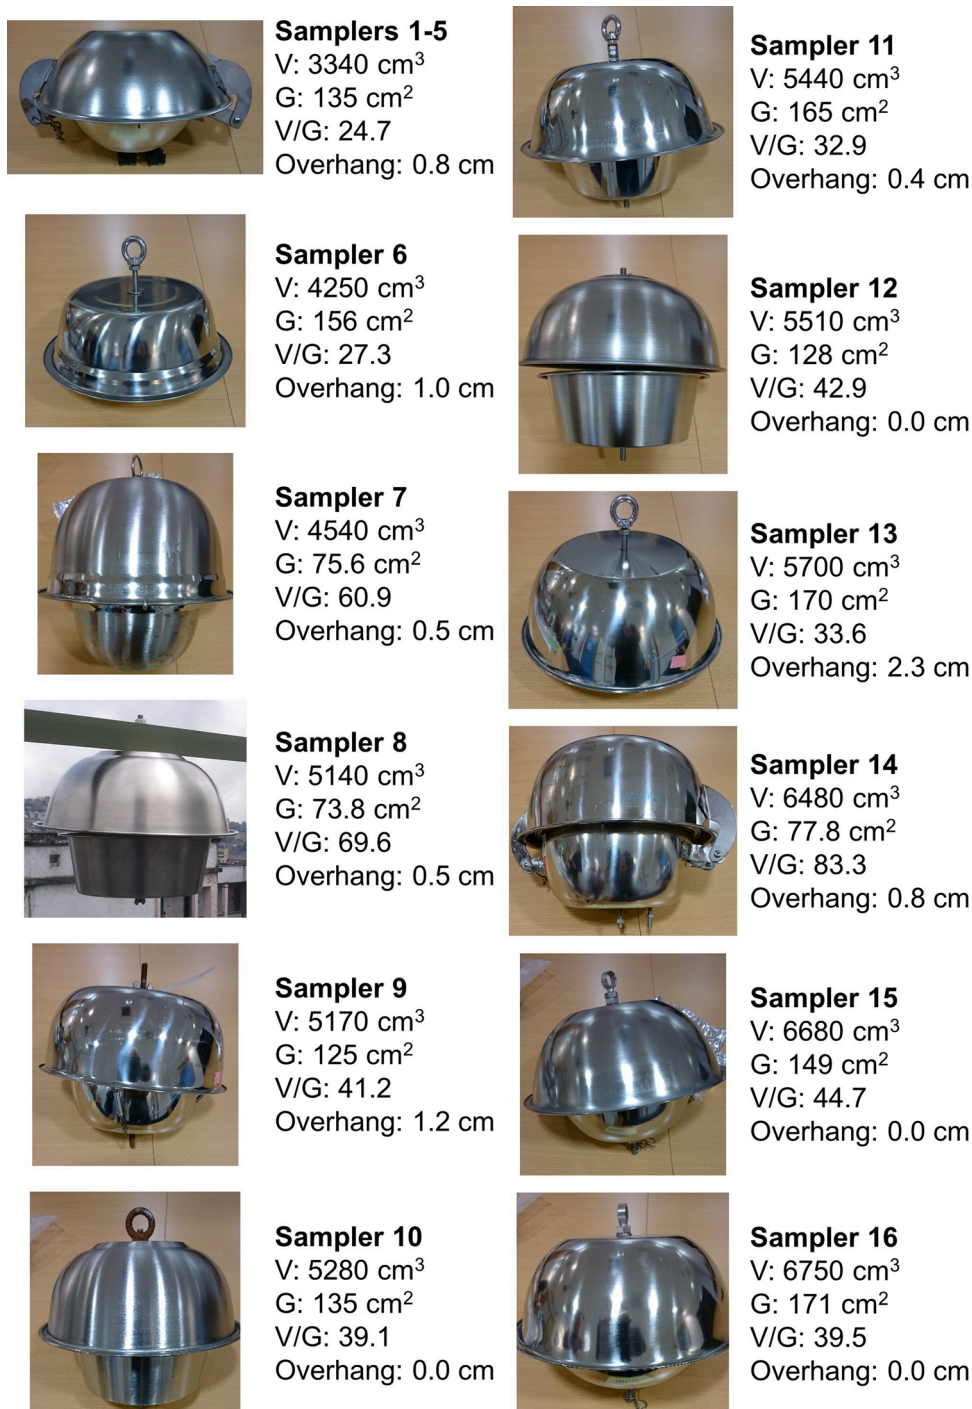 Samplers 1-5
V: 3340 cm³
G: 135 cm²
V/G: 24.7
Overhang: 0.8 cm
Sampler 6
V: 4250 cm³
G: 156 cm²
V/G: 27.3
Overhang: 1.0 cm
Sampler 7
V: 4540 cm³
G: 75.6 cm²
V/G: 60.9
Overhang: 0.5 cm
Sampler 8
V: 5140 cm³
G: 73.8 cm²
V/G: 69.6
Overhang: 0.5 cm
Sampler 9
V: 5170 cm³
G: 125 cm²
V/G: 41.2
Overhang: 1.2 cm
Sampler 10
V: 5280 cm³
G: 135 cm²
V/G: 39.1
Overhang: 0.0 cm
Sampler 11
V: 5440 cm³
G: 165 cm²
V/G: 32.9
Overhang: 0.4 cm
Sampler 12
V: 5510 cm³
G: 128 cm²
V/G: 42.9
Overhang: 0.0 cm
Sampler 13
V: 5700 cm³
G: 170 cm²
V/G: 33.6
Overhang: 2.3 cm
Sampler 14
V: 6480 cm³
G: 77.8 cm²
V/G: 83.3
Overhang: 0.8 cm
Sampler 15
V: 6680 cm³
G: 149 cm²
V/G: 44.7
Overhang: 0.0 cm
Sampler 16
V: 6750 cm³
G: 171 cm²
V/G: 39.5
Overhang: 0.0 cm